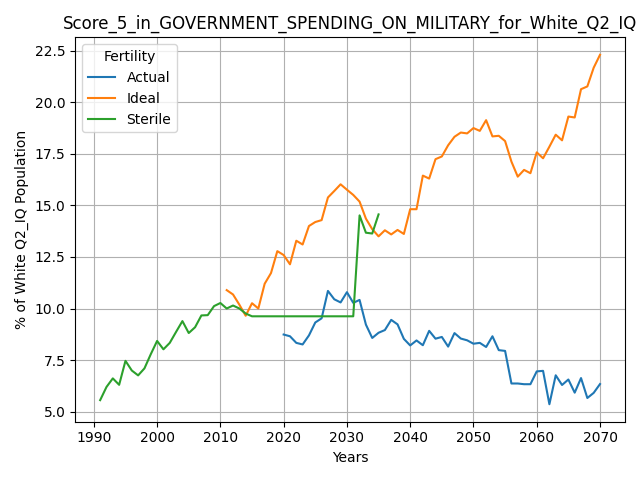 Score_5_in_GOVERNMENT_SPENDING_ON_MILITARY_for_White_Q2_IQ
Fertility
Actual
Ideal
Sterile
% of White Q2_IQ Population
22.5
20.0
17.5
15.0
12.5
10.0
7.5
5.0
1990 2000 2010 2020 2030 2040 2050 2060 2070
Years